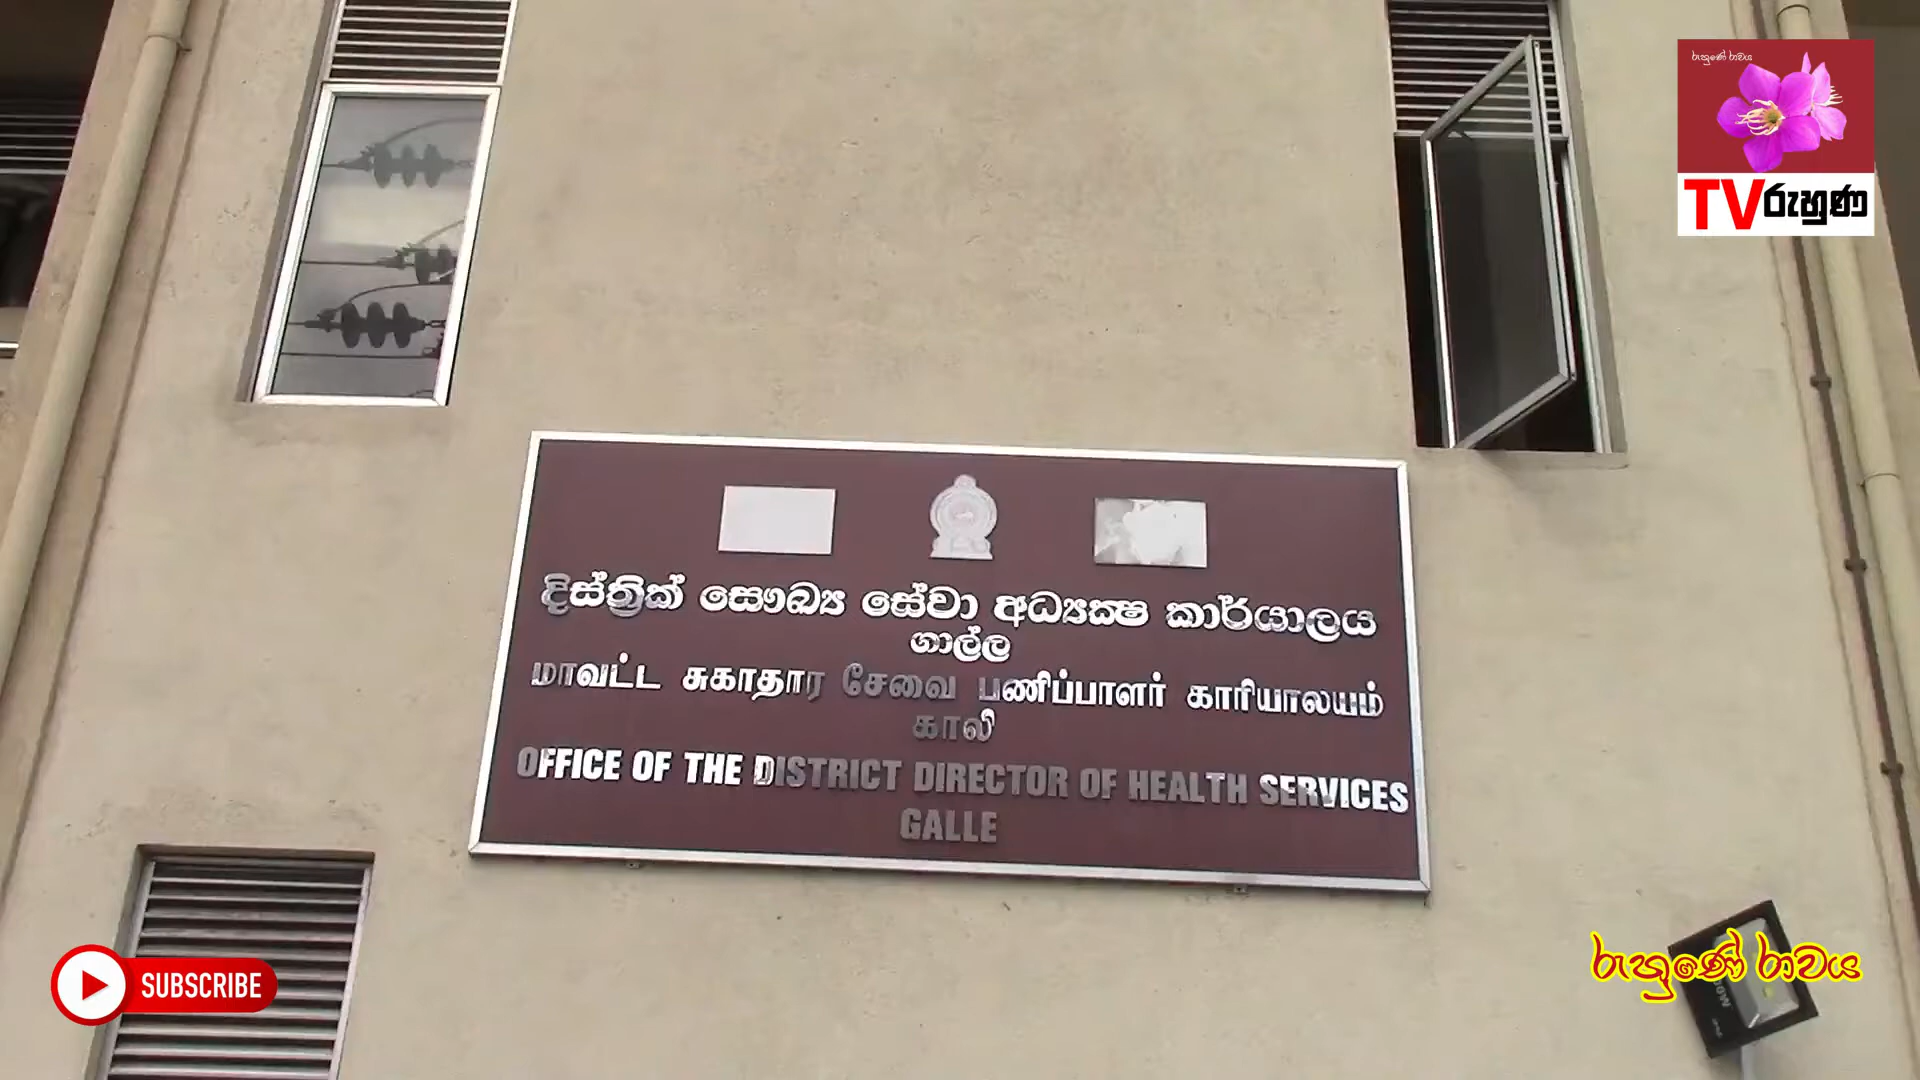 රුහුණේ රාවය
TVරුහුණ
දිස්ත්‍රික් සෞඛ්‍ය සේවා අධ්‍යක්ෂ කාර්යාලය
ගාල්ල
மாவட்ட சுகாதார சேவை பணிப்பாளர் காரியாலயம்
காலி
OFFICE OF THE DISTRICT DIRECTOR OF HEALTH SERVICES
GALLE
SUBSCRIBE
රුහුණේ රාවය